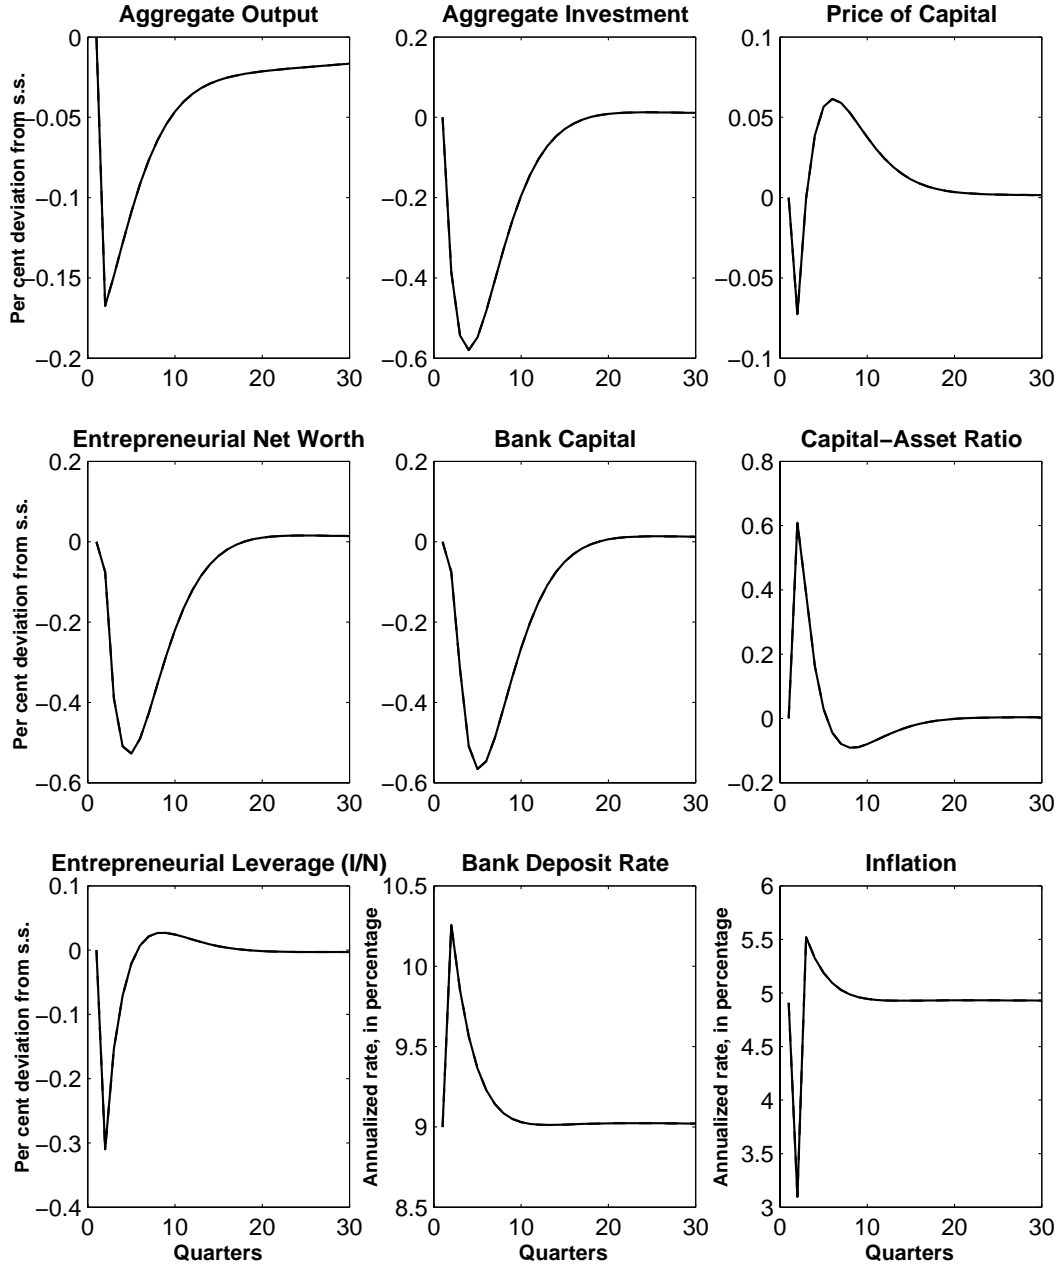 Aggregate Output Aggregate Investment Price of Capital
0 0.2 0.1
−0.05 0 0.05
−0.1 −0.2 0
−0.15 −0.4 −0.05
−0.2 −0.6 −0.1
Per cent deviation from s.s.
0 10 20 30 0 10 20 30 0 10 20 30
Entrepreneurial Net Worth Bank Capital Capital−Asset Ratio
0.2 0.2 0.8
0 0 0.6
−0.2 −0.2 0.4
−0.4 −0.4 0.2
−0.6 −0.6 0
−0.2
Per cent deviation from s.s.
0 10 20 30 0 10 20 30 0 10 20 30
Entrepreneurial Leverage (I/N) Bank Deposit Rate Inflation
0.1 10.5 6
0 10 5.5
−0.1 9.5 5
−0.2 9 4.5
−0.3 8.5 4
−0.4 3.5
3
Per cent deviation from s.s.
Annualized rate, in percentage
Annualized rate, in percentage
0 10 20 30 0 10 20 30 0 10 20 30
Quarters Quarters